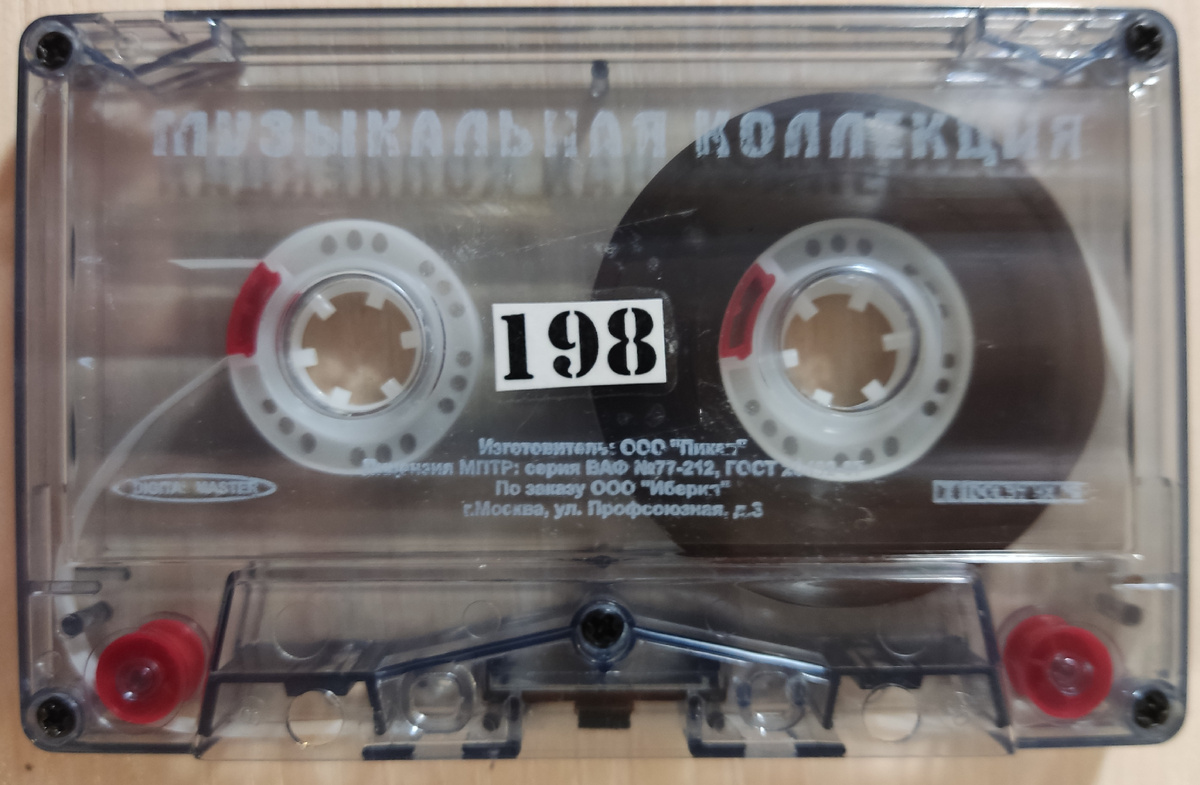 МУЗЫКАЛЬНАЯ КОЛЛЕКЦИЯ
198
Изготовитель: ООО "Пикет"
Лицензия МПТР: серия ВАФ №77-212, ГОСТ
По заказу ООО "Иберит"
г.Москва, ул. Профсоюзная, д.3
DIGITAL MASTER